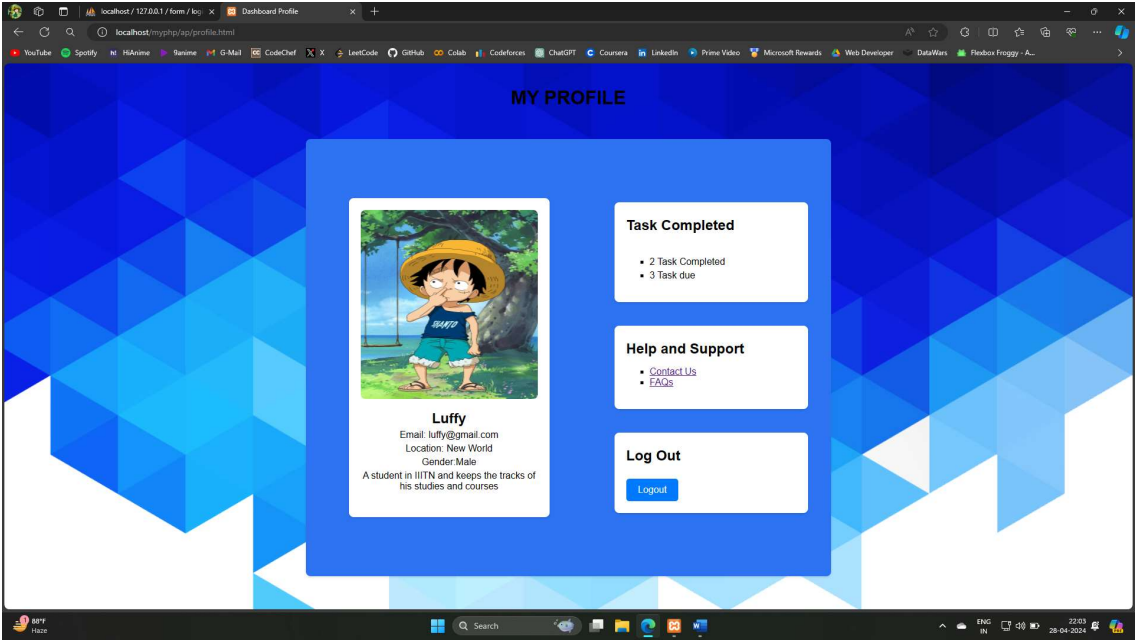 localhost / 127.0.0.1 / form / log
Dashboard Profile
localhost/myphp/ap/profile.html
YouTube Spotify HiAnime 9anime G-Mail CodeChef X LeetCode GitHub Colab Codeforces ChatGPT Coursera LinkedIn Prime Video Microsoft Rewards Web Developer DataWars Flexbox Froggy - A...
MY PROFILE
Luffy
Email: luffy@gmail.com
Location: New World
Gender:Male
A student in IIITN and keeps the tracks of
his studies and courses
Task Completed
2 Task Completed
3 Task due
Help and Support
Contact Us
FAQs
Log Out
Logout
88°F
Haze
Search
ENG
IN
22:03
28-04-2024